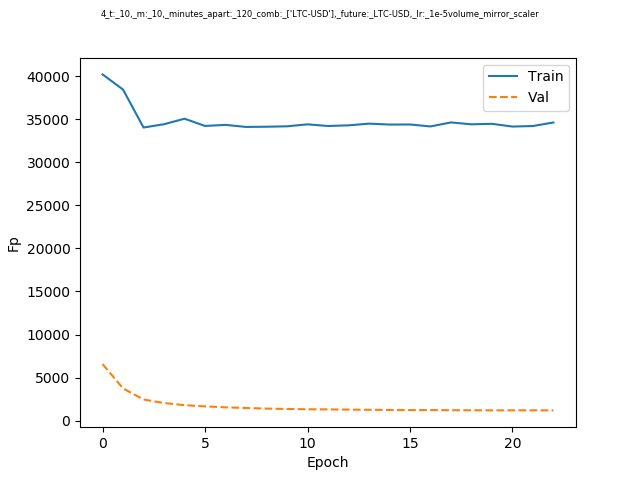 4_t:_10,_m:_10,_minutes_apart:_120_comb:_['LTC-USD'],_future:_LTC-USD,_lr:_1e-5volume_mirror_scaler
Train
Val
40000
35000
30000
25000
20000
15000
10000
5000
0
Fp
0 5 10 15 20
Epoch